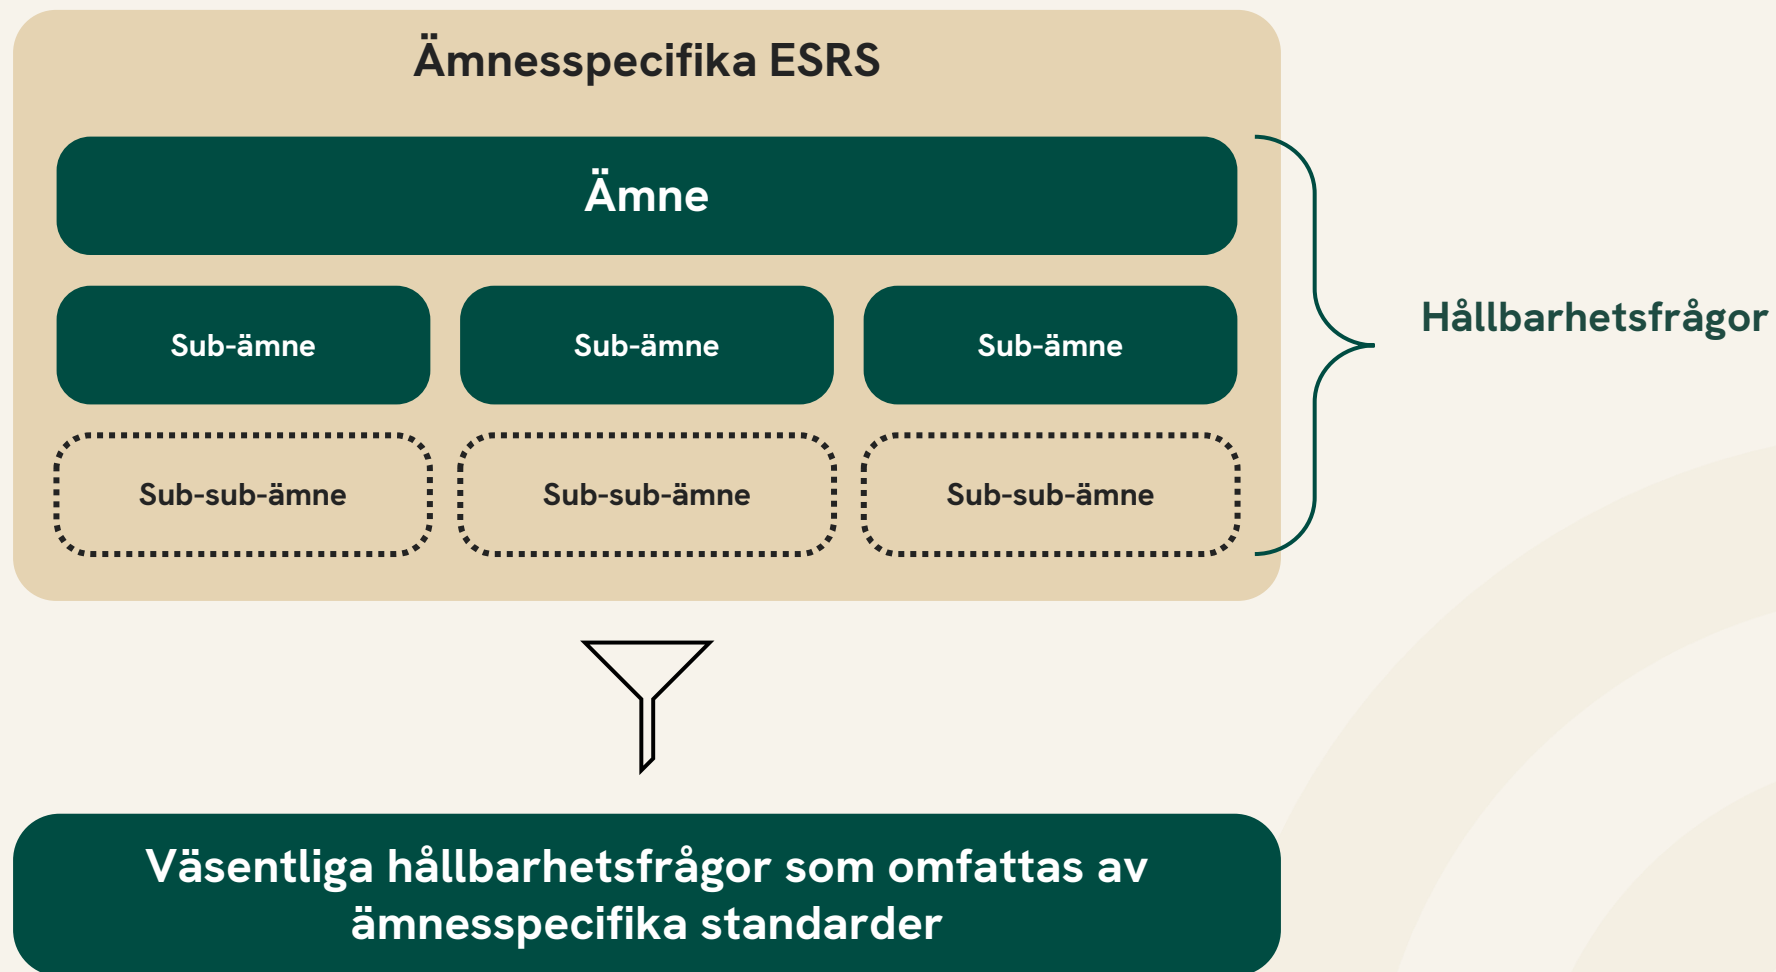 Ämnesspecifika ESRS
Ämne
Sub-ämne
Sub-ämne
Sub-ämne
Sub-sub-ämne
Sub-sub-ämne
Sub-sub-ämne
Hållbarhetsfrågor
Väsentliga hållbarhetsfrågor som omfattas av
ämnesspecifika standarder